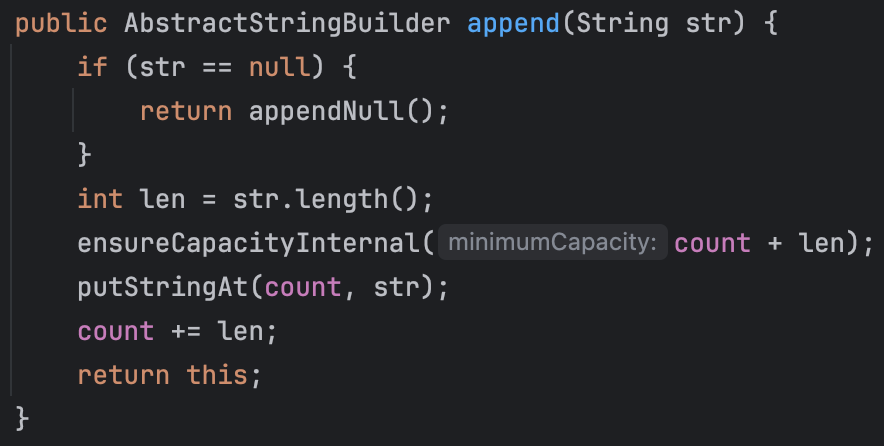 public AbstractStringBuilder append(String str) {
    if (str == null) {
        return appendNull();
    }
    int len = str.length();
    ensureCapacityInternal( minimumCapacity: count + len);
    putStringAt(count, str);
    count += len;
    return this;
}